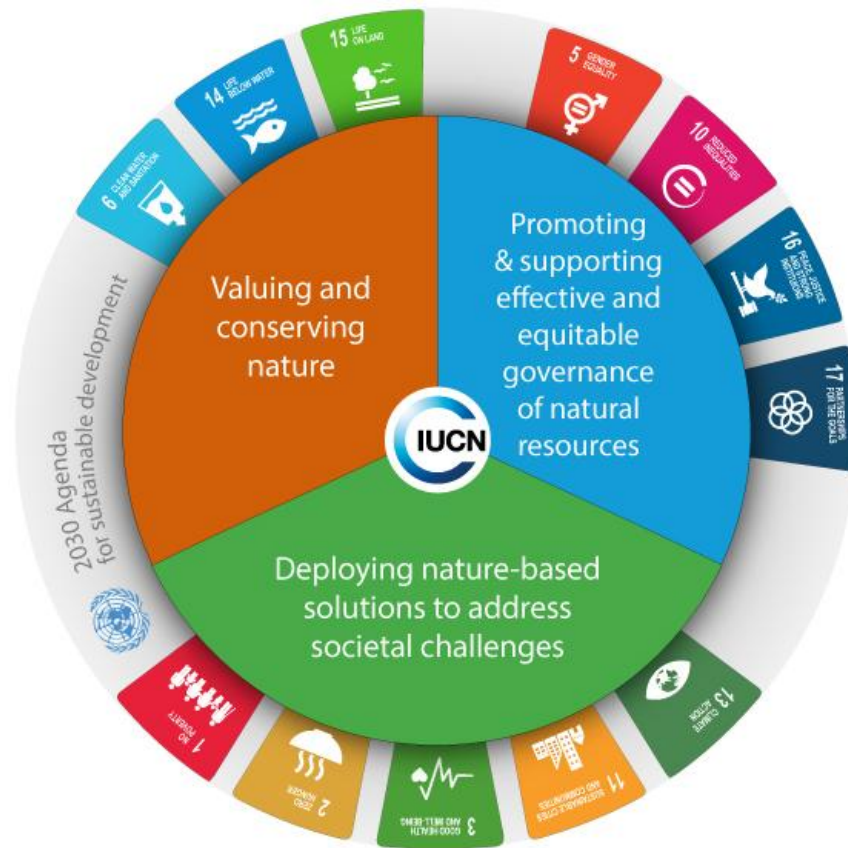 15 LIFE
ON LAND
14 LIFE
BELOW WATER
6 CLEAN WATER
AND SANITATION
5 GENDER
EQUALITY
10 REDUCED
INEQUALITIES
16 PEACE, JUSTICE
AND STRONG
INSTITUTIONS
17 PARTNERSHIPS
FOR THE GOALS
Valuing and
conserving
nature
Promoting
& supporting
effective and
equitable
governance
of natural
resources
IUCN
Deploying nature-based
solutions to address
societal challenges
2030 Agenda
for sustainable development
1 NO
POVERTY
2 ZERO
HUNGER
3 GOOD HEALTH
AND WELL-BEING
11 SUSTAINABLE CITIES
AND COMMUNITIES
13 CLIMATE
ACTION